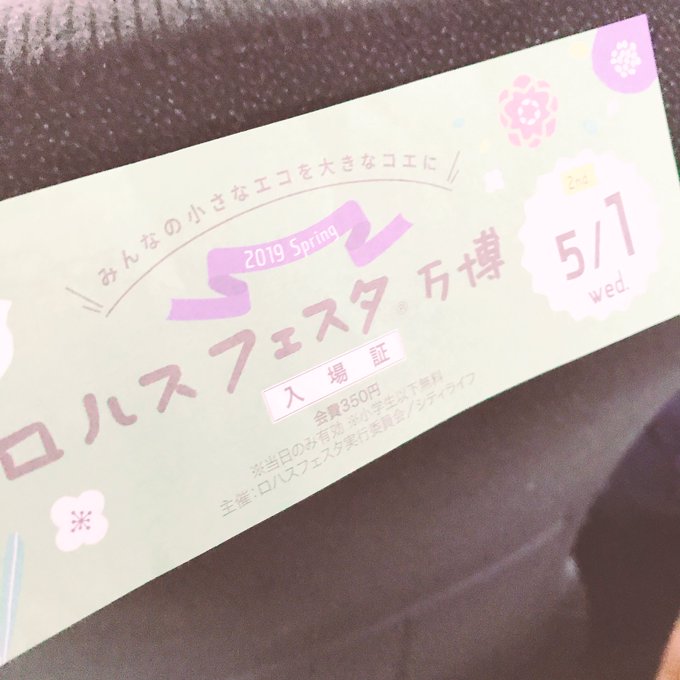 みんなの小さなエコを大きなコエに
2019 Spring
ロハスフェスタ® 万博
2nd
5/1
wed.
入場証
会費350円
※当日のみ有効 ※小学生以下無料
主催:ロハスフェスタ実行委員会/シティライフ